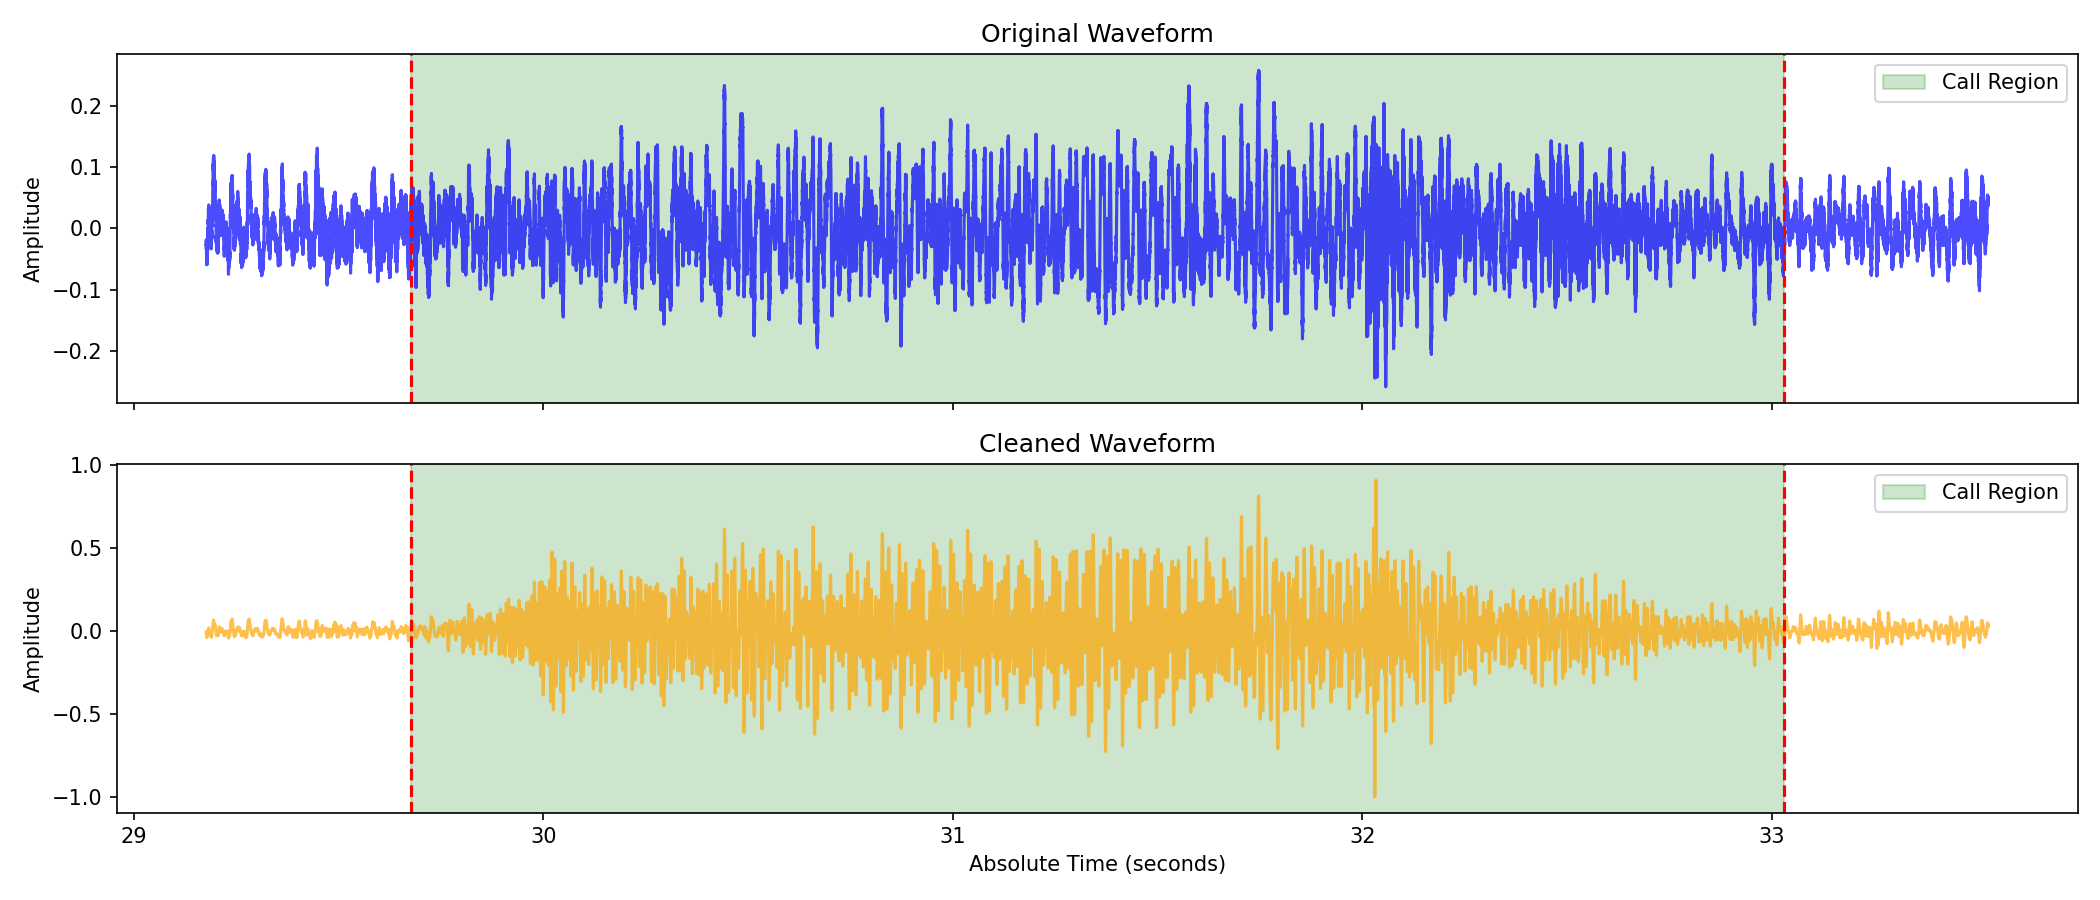 Original Waveform
Amplitude
0.2
0.1
0.0
−0.1
−0.2
Call Region
Cleaned Waveform
Amplitude
1.0
0.5
0.0
−0.5
−1.0
Call Region
29 30 31 32 33
Absolute Time (seconds)